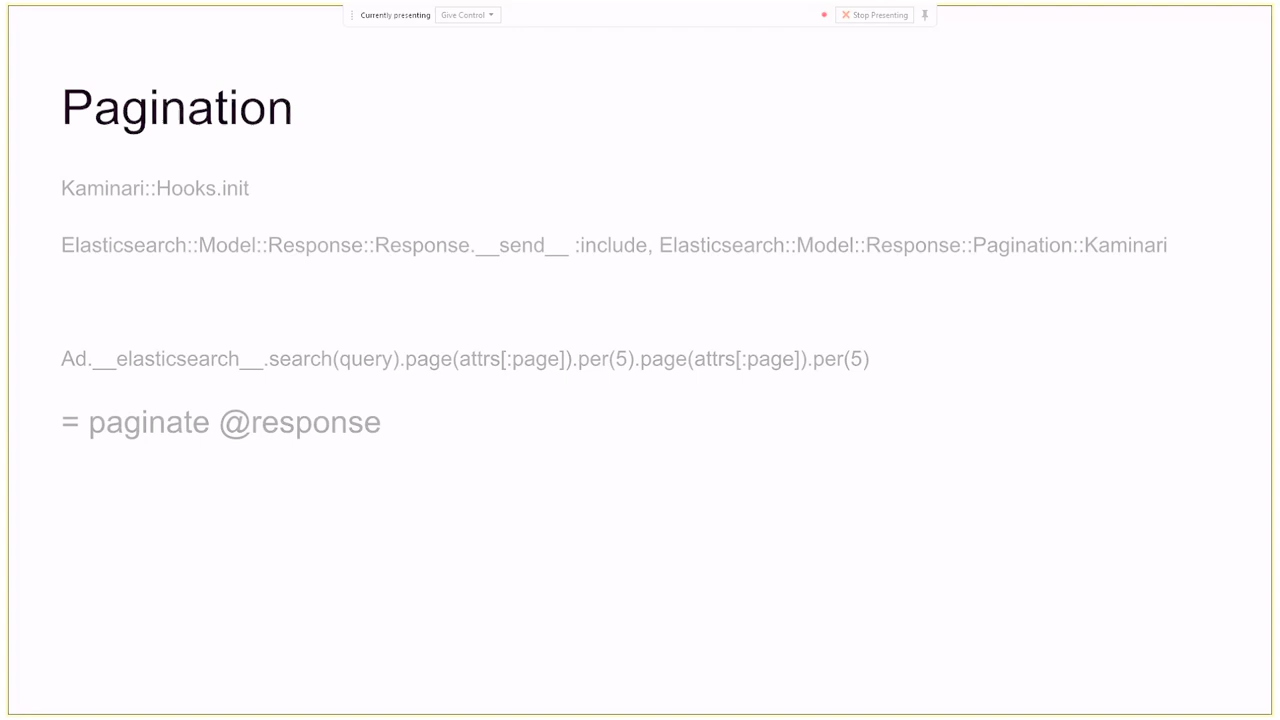 Currently presenting Give Control Stop Presenting
Pagination
Kaminari::Hooks.init
Elasticsearch::Model::Response::Response.__send__ :include, Elasticsearch::Model::Response::Pagination::Kaminari
Ad.__elasticsearch__.search(query).page(attrs[:page]).per(5).page(attrs[:page]).per(5)
= paginate @response